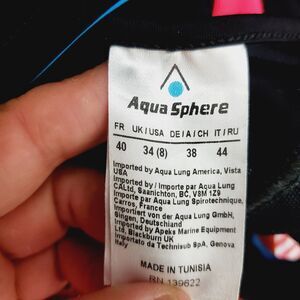 Aqua Sphere
FR UK/USA DE/A/CH IT/RU
40 34 (8) 38 44
Imported by Aqua Lung America, Vista
USA
Imported by / Importe par Aqua Lung
CALtd, Saanichton, BC, V8M 1Z9
Importe par Aqua Lung Spirotechnique,
Carros, France
Importiert von der Aqua Lung GmbH,
Singen, Deutschland
Imported by Apeks Marine Equipment
Ltd, Blackburn UK
Importato da Technisub SpA, Genova
Italy
MADE IN TUNISIA
RN 139622